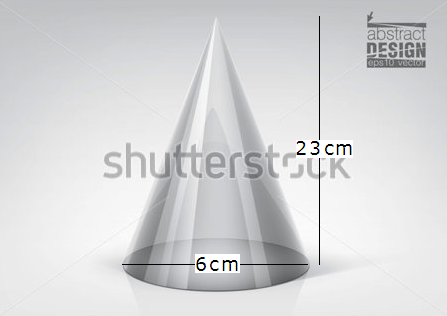 abstract
DESIGN
eps10 vector
23cm
shutterstock
6cm